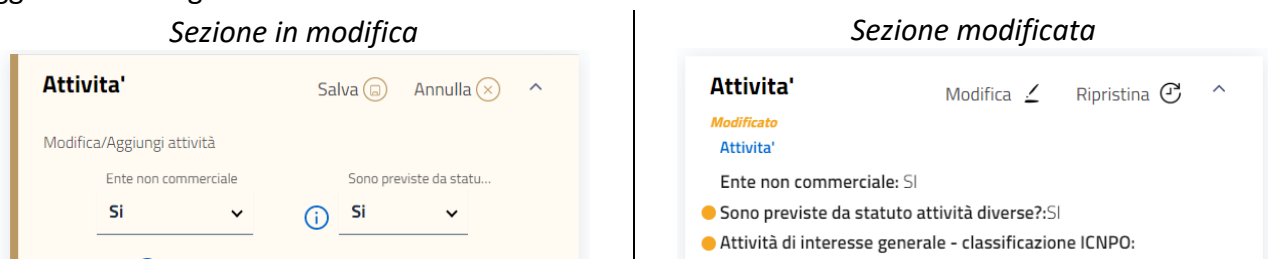 Sezione in modifica
Attivita' Salva Annulla
Modifica/Aggiungi attività
Ente non commerciale Sono previste da statu...
Si Si
Sezione modificata
Attivita' Modifica Ripristina
Modificato
Attivita'
Ente non commerciale: SI
Sono previste da statuto attività diverse?:SI
Attività di interesse generale - classificazione ICNPO: